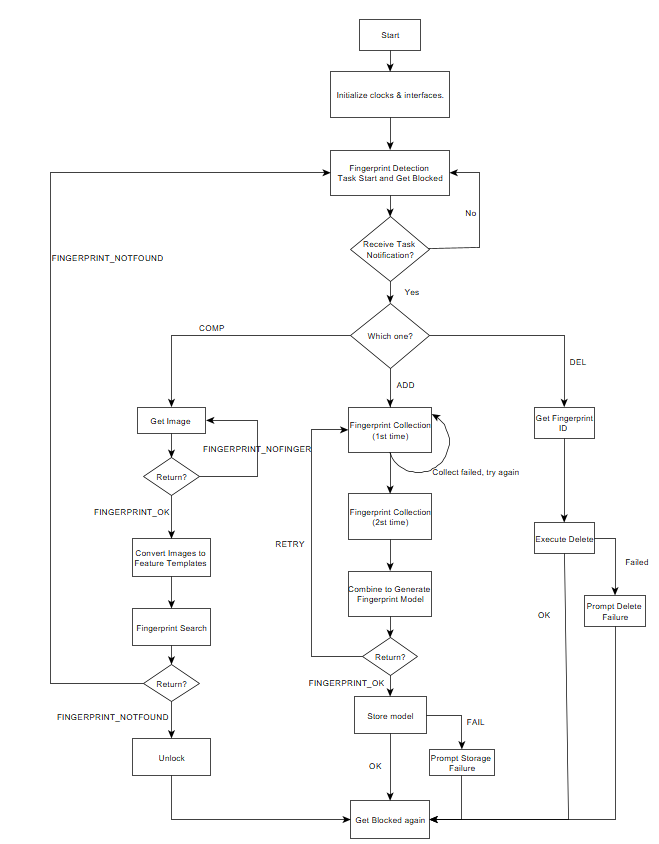 Start
Initialize clocks & interfaces.
Fingerprint Detection
Task Start and Get Blocked
No
Receive Task
Notification?
FINGERPRINT_NOTFOUND
Yes
COMP
Which one?
DEL
ADD
Get Image
Fingerprint Collection
(1st time)
Get Fingerprint
ID
FINGERPRINT_NOFINGER
Collect failed, try again
Return?
FINGERPRINT_OK
Fingerprint Collection
(2st time)
Convert Images to
Feature Templates
RETRY
Execute Delete
Failed
Combine to Generate
Fingerprint Model
Prompt Delete
Failure
OK
Fingerprint Search
Return?
Return?
FINGERPRINT_OK
FINGERPRINT_NOTFOUND
Store model
FAIL
Unlock
OK
Prompt Storage
Failure
Get Blocked again